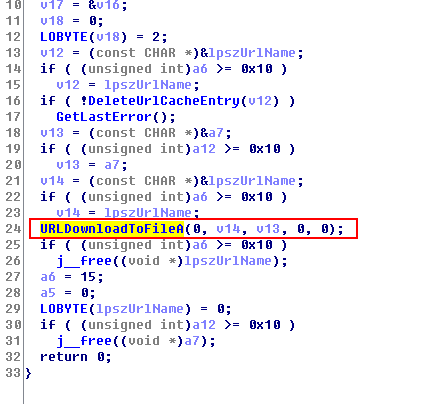 10 v17 = &v16;
11 v18 = 0;
12 LOBYTE(v18) = 2;
13 v12 = (const CHAR *)&lpszUrlName;
14 if ( (unsigned int)a6 >= 0x10 )
15 v12 = lpszUrlName;
16 if ( !DeleteUrlCacheEntry(v12) )
17 GetLastError();
18 v13 = (const CHAR *)&a7;
19 if ( (unsigned int)a12 >= 0x10 )
20 v13 = a7;
21 v14 = (const CHAR *)&lpszUrlName;
22 if ( (unsigned int)a6 >= 0x10 )
23 v14 = lpszUrlName;
24 URLDownloadToFileA(0, v14, v13, 0, 0);
25 if ( (unsigned int)a6 >= 0x10 )
26 j__free((void *)lpszUrlName);
27 a6 = 15;
28 a5 = 0;
29 LOBYTE(lpszUrlName) = 0;
30 if ( (unsigned int)a12 >= 0x10 )
31 j__free((void *)a7);
32 return 0;
33 }